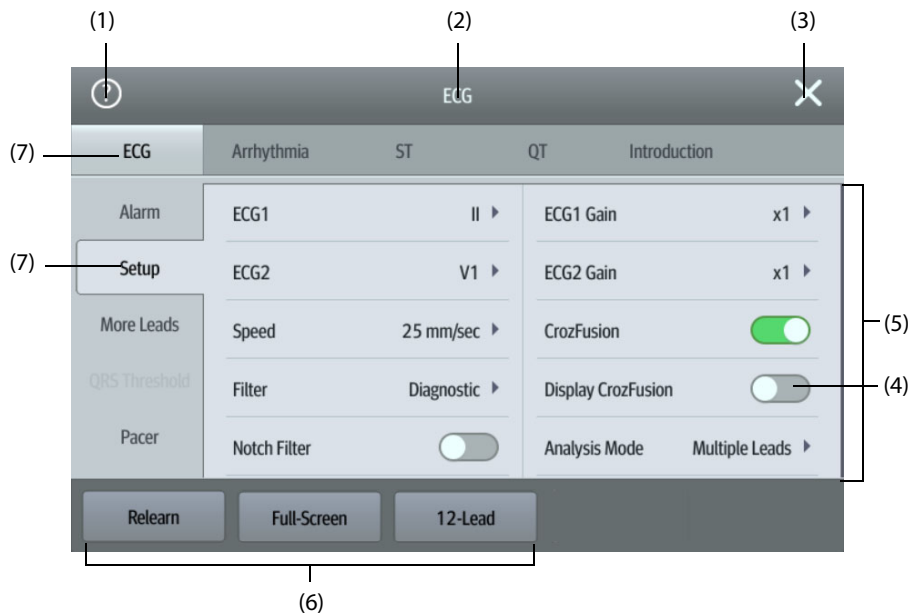 (1) (2) (3)
? ECG
(7) ECG Arrhythmia ST QT Introduction
Alarm ECG1 II ECG1 Gain x1
(7) Setup ECG2 V1 ECG2 Gain x1
More Leads Speed 25 mm/sec CrozFusion (5)
QRS Threshold Filter Diagnostic Display CrozFusion (4)
Pacer Notch Filter Analysis Mode Multiple Leads
Relearn Full-Screen 12-Lead
(6)